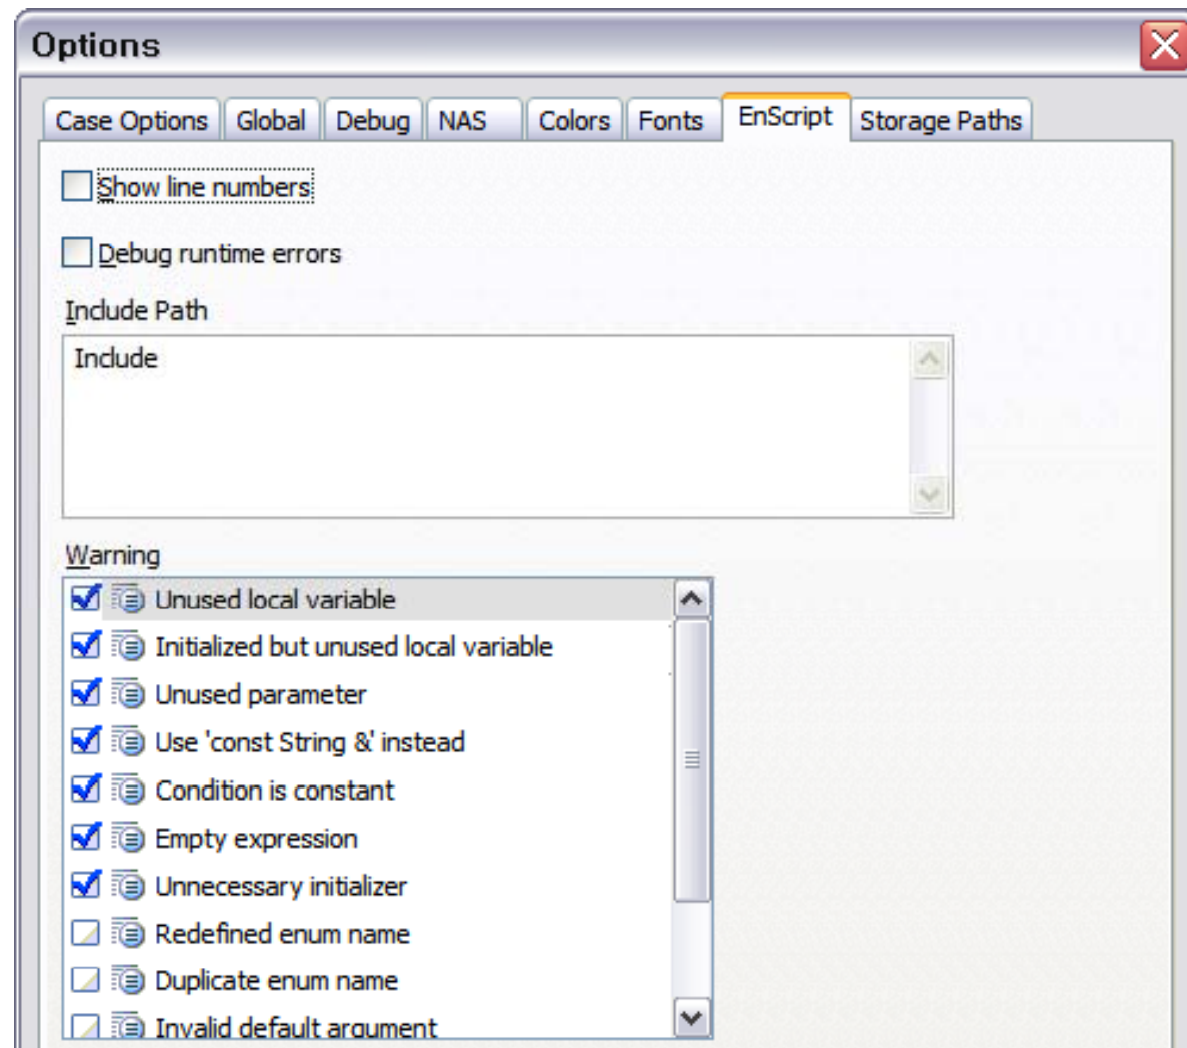 Options
Case Options Global Debug NAS Colors Fonts EnScript Storage Paths
Show line numbers
Debug runtime errors
Include Path
Include
Warning
Unused local variable
Initialized but unused local variable
Unused parameter
Use 'const String &' instead
Condition is constant
Empty expression
Unnecessary initializer
Redefined enum name
Duplicate enum name
Invalid default argument